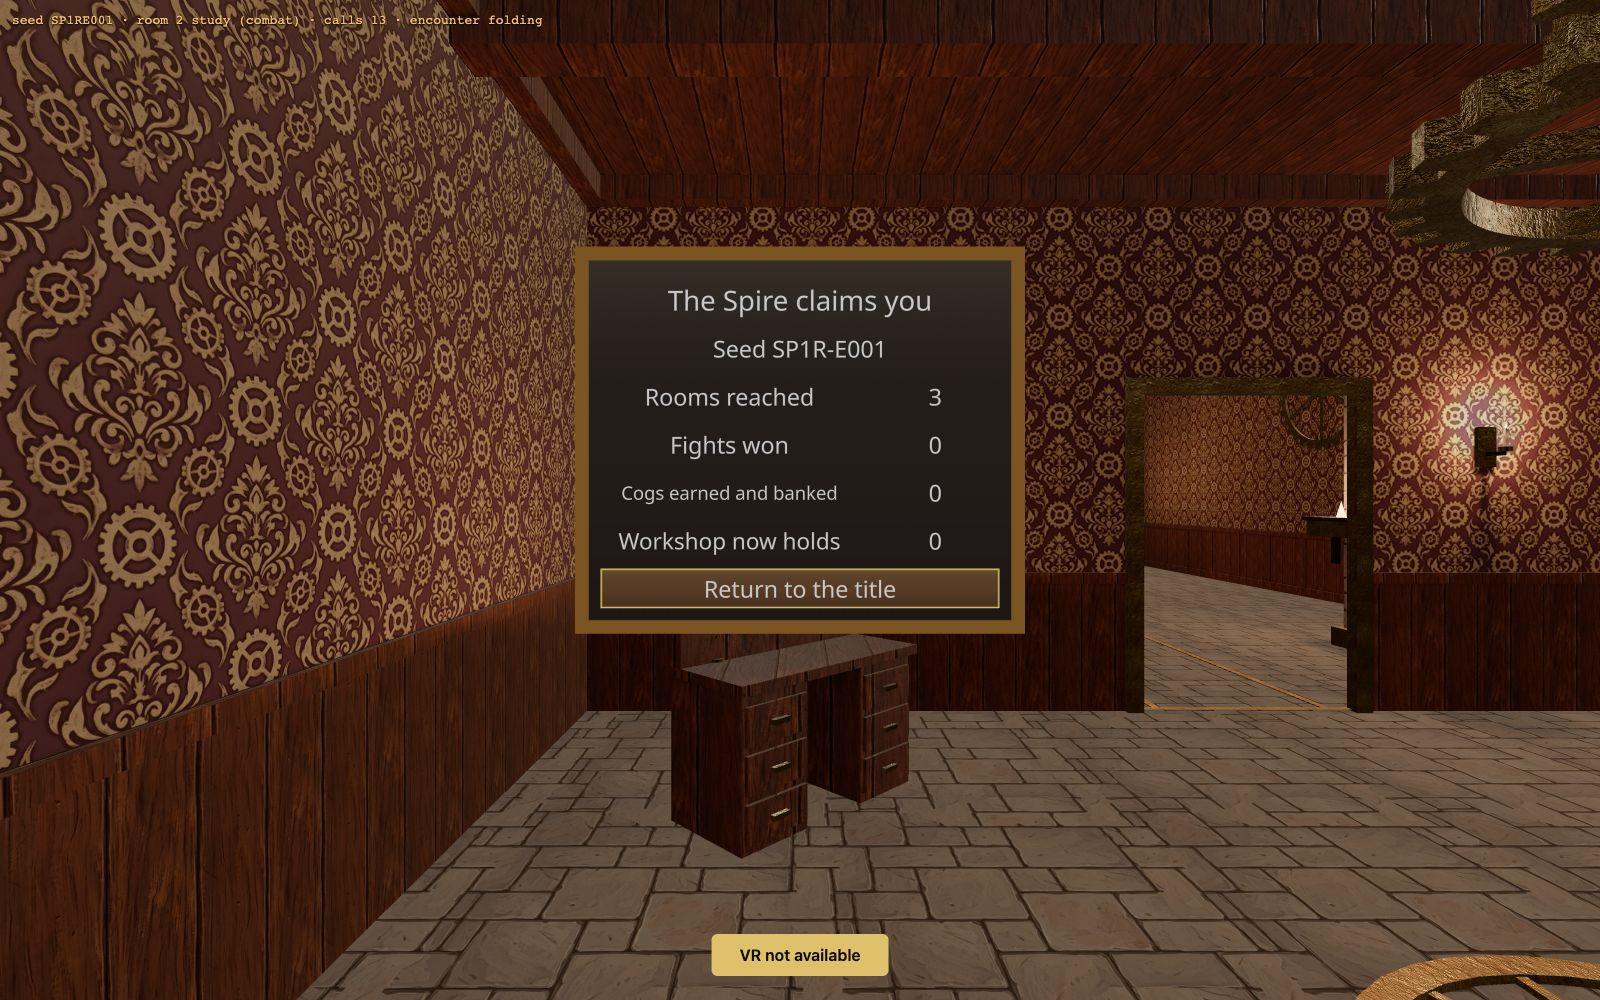 seed SP1RE001 · room 2 study (combat) · calls 13 · encounter folding
The Spire claims you
Seed SP1R-E001
Rooms reached 3
Fights won 0
Cogs earned and banked 0
Workshop now holds 0
Return to the title
VR not available